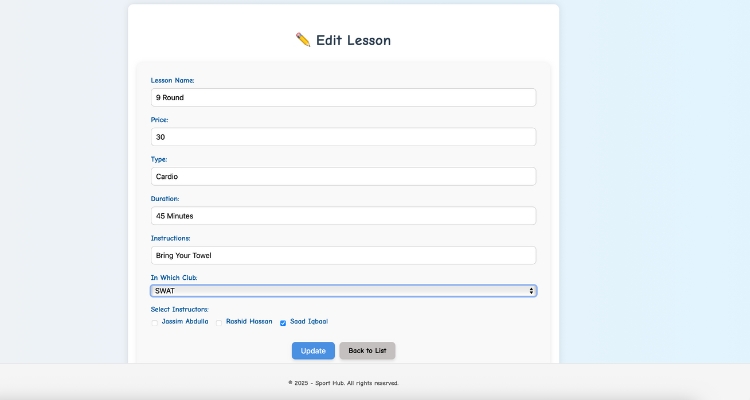 ✏️ Edit Lesson
Lesson Name:
9 Round
Price:
30
Type:
Cardio
Duration:
45 Minutes
Instructions:
Bring Your Towel
In Which Club:
SWAT
Select Instructors:
Jassim Abdulla Rashid Hassan Saad Iqbaal
Update Back to List
© 2025 - Sport Hub. All rights reserved.